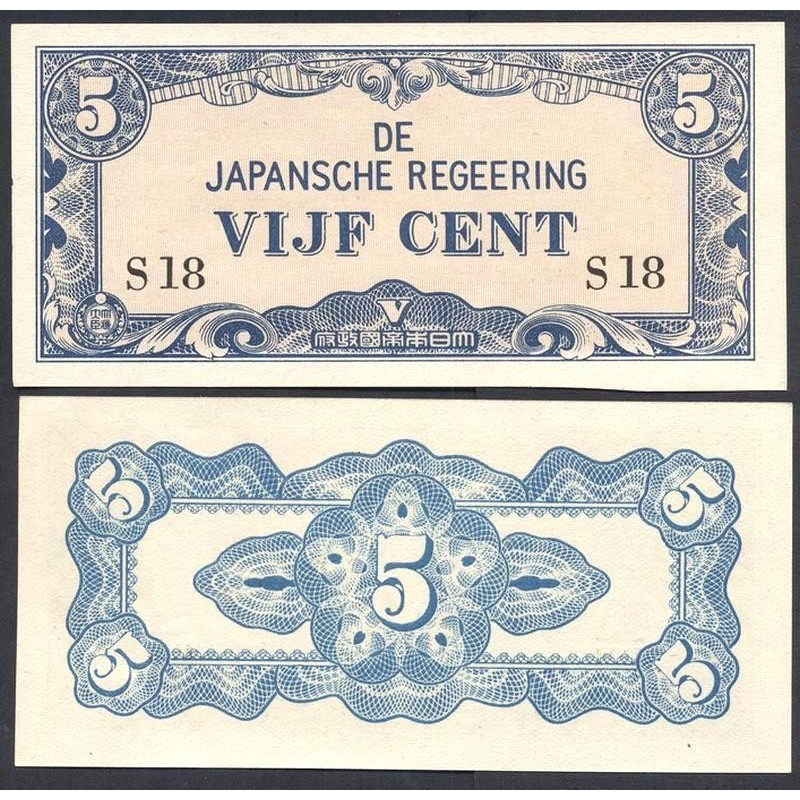 5 5
DE
JAPANSCHE REGEERING
VIJF CENT
S 18 S 18
V
府政國帝本日大
5 5
5
5 5